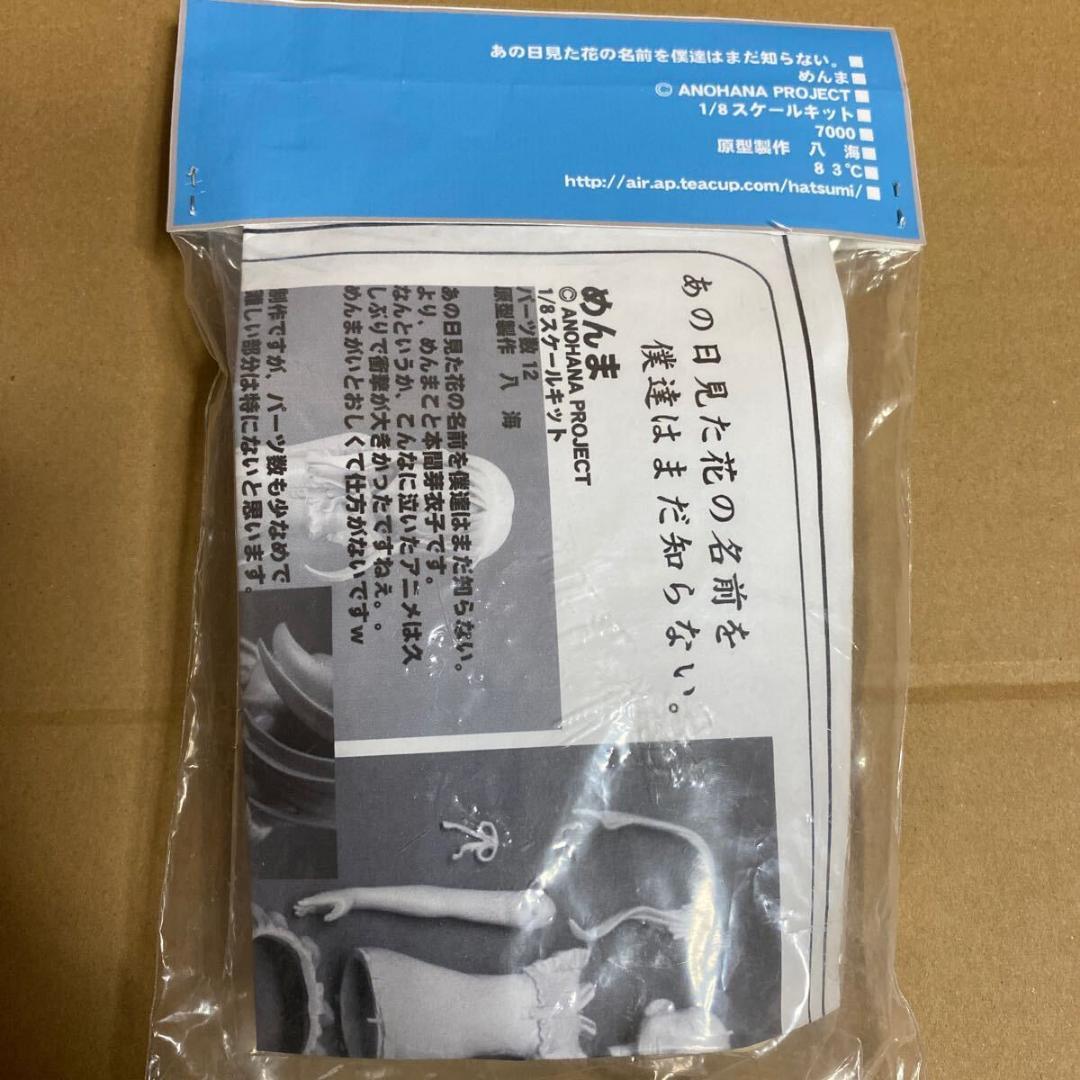 あの日見た花の名前を僕達はまだ知らない。■
めんま■
© ANOHANA PROJECT■
1/8スケールキット■
7000■
原型製作　八　海■
８３℃■
http://air.ap.teacup.com/hatsumi/■
あの日見た花の名前を
僕達はまだ知らない。
めんま
© ANOHANA PROJECT
1/8スケールキット
パーツ数 12
原型製作　八　海
あの日見た花の名前を僕達はまだ知らない。
より、めんまこと本間芽衣子です。
なんというか、こんなに泣いたアニメは久
しぶりで衝撃が大きかったですねえ。。
めんまがいとおしくて仕方がないですｗ
制作ですが、パーツ数も少なめで
難しい部分は特にないと思います。